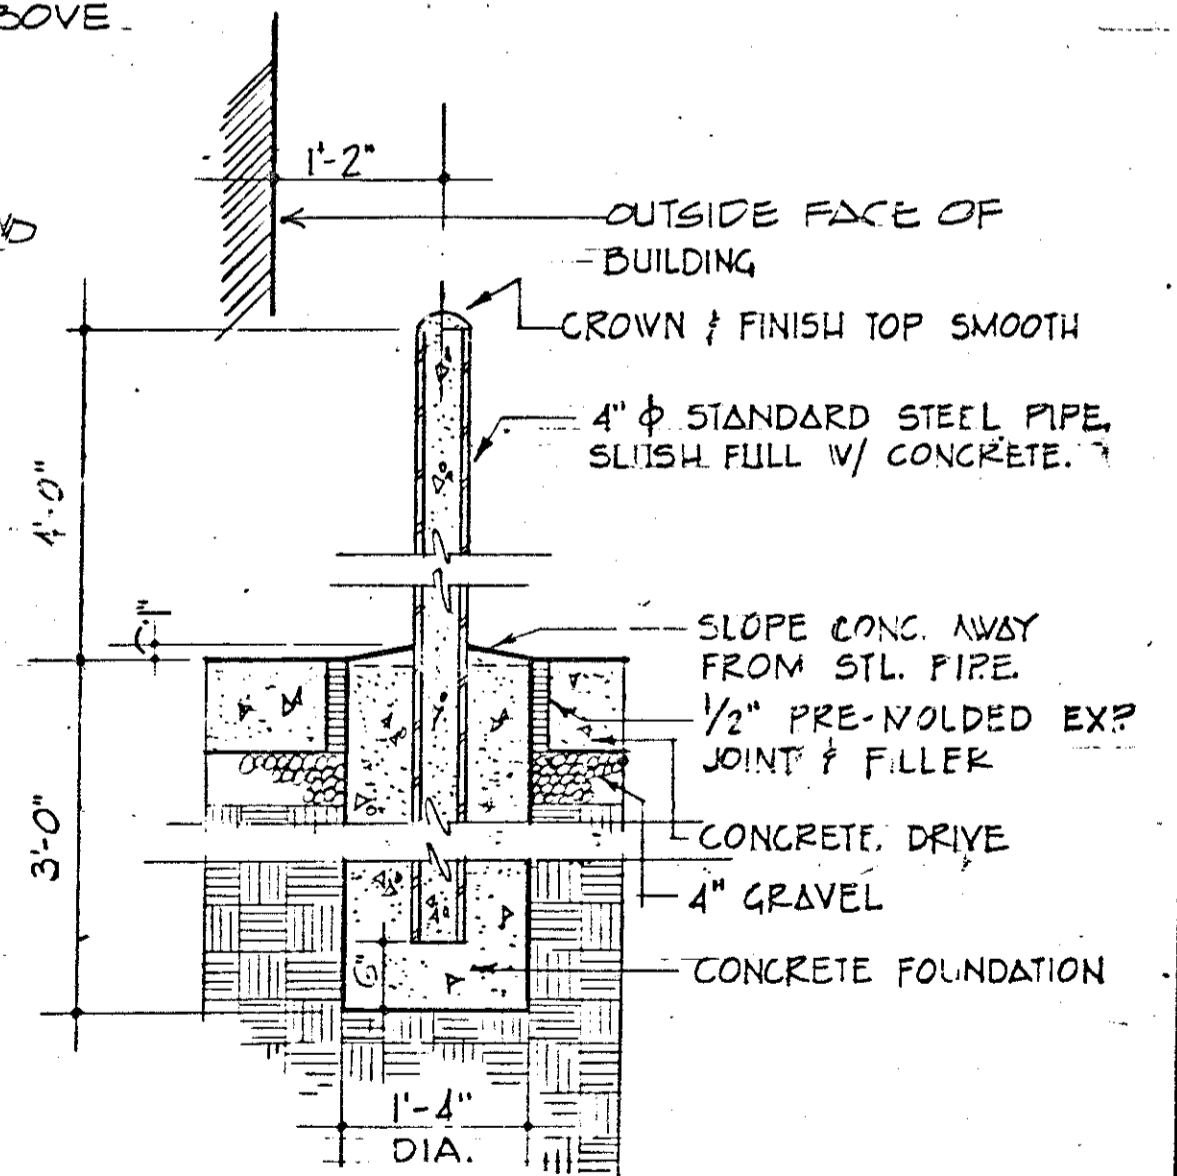 BOVE
1'-2"
OUTSIDE FACE OF
BUILDING
CROWN & FINISH TOP SMOOTH
4" ϕ STANDARD STEEL PIPE,
SLUSH FULL W/ CONCRETE.
4'-0"
SLOPE CONC. AWAY
FROM STL. PIPE.
1/2" PRE-MOLDED EXP
JOINT & FILLER
3'-0"
CONCRETE DRIVE
4" GRAVEL
6"
CONCRETE FOUNDATION
1'-4"
DIA.